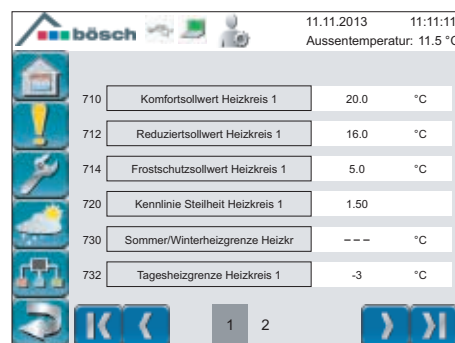 bösch
11.11.2013 11:11:11
Aussentemperatur: 11.5 °C
710 Komfortsollwert Heizkreis 1 20.0 °C
712 Reduziertsollwert Heizkreis 1 16.0 °C
714 Frostschutzsollwert Heizkreis 1 5.0 °C
720 Kennlinie Steilheit Heizkreis 1 1.50
730 Sommer/Winterheizgrenze Heizkr --- °C
732 Tagesheizgrenze Heizkreis 1 -3 °C
1 2